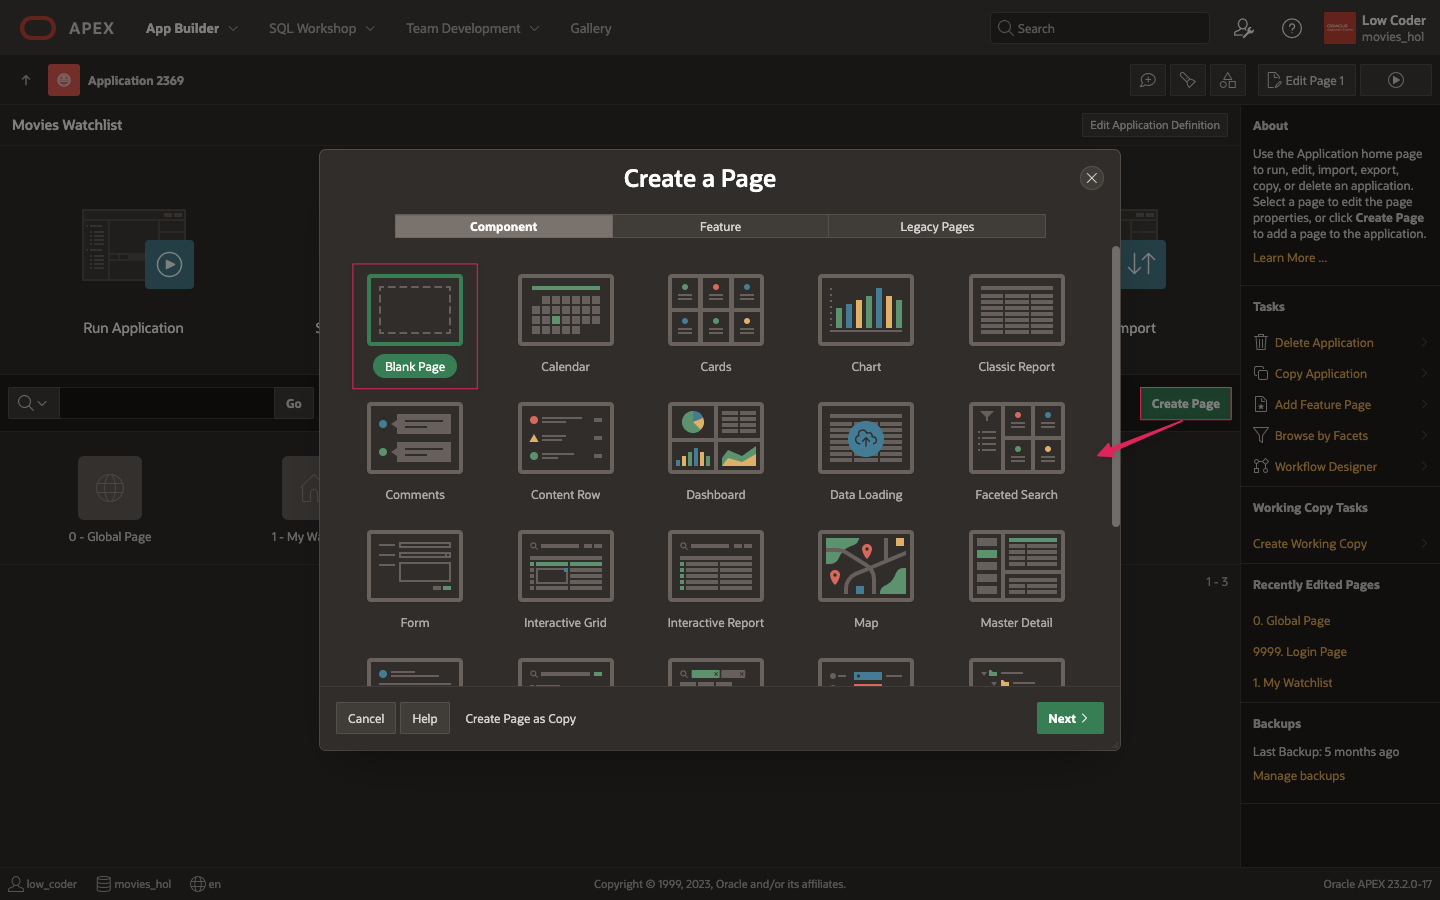 APEX
App Builder
SQL Workshop
Team Development
Gallery
Search
Low Coder
movies_hol
Application 2369
Edit Page 1
Movies Watchlist
Edit Application Definition
Run Application
S
mport
Go
Create Page
0 - Global Page
1 - My Wa
1 - 3
Create a Page
Component
Feature
Legacy Pages
Blank Page
Calendar
Cards
Chart
Classic Report
Comments
Content Row
Dashboard
Data Loading
Faceted Search
Form
Interactive Grid
Interactive Report
Map
Master Detail
Cancel
Help
Create Page as Copy
Next
About
Use the Application home page
to run, edit, import, export,
copy, or delete an application.
Select a page to edit the page
properties, or click Create Page
to add a page to the application.
Learn More ...
Tasks
Delete Application
Copy Application
Add Feature Page
Browse by Facets
Workflow Designer
Working Copy Tasks
Create Working Copy
Recently Edited Pages
0. Global Page
9999. Login Page
1. My Watchlist
Backups
Last Backup: 5 months ago
Manage backups
low_coder
movies_hol
en
Copyright © 1999, 2023, Oracle and/or its affiliates.
Oracle APEX 23.2.0-17